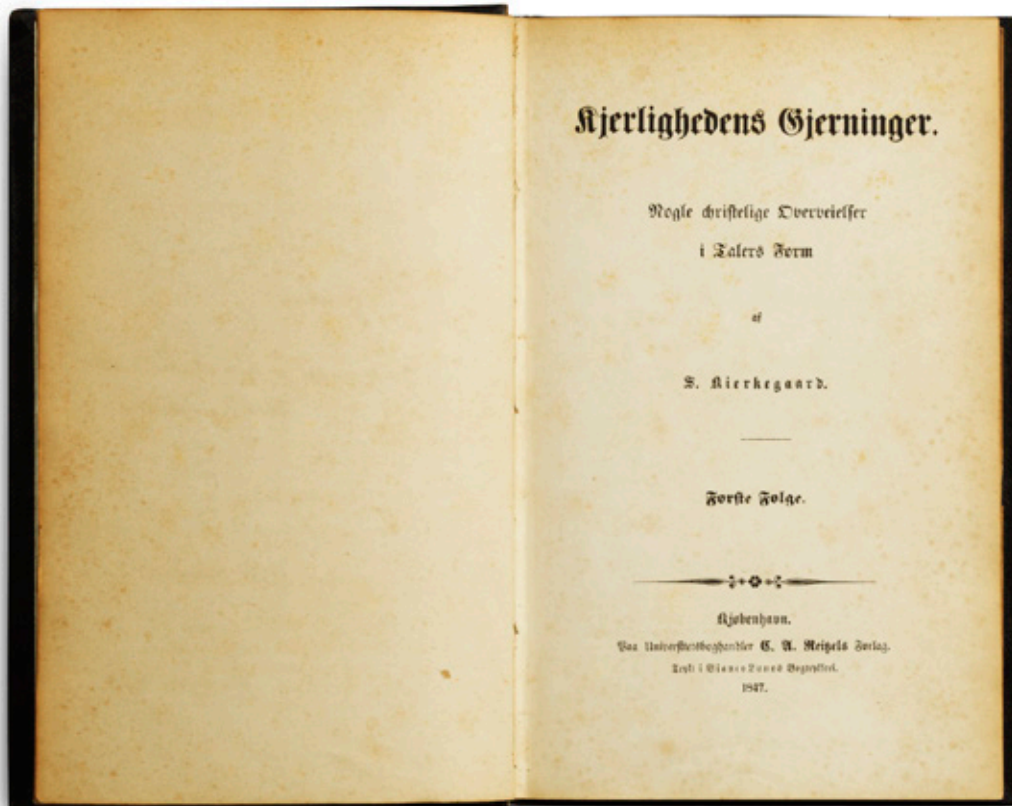 Kjerlighedens Gjerninger.
Nogle christelige Overveielser
i Talers Form
af
S. Kierkegaard.
Første Følge.
Kjøbenhavn.
Paa Universitetsboghandler C. A. Reitzels Forlag.
Trykt i Bianco Lunos Bogtrykkeri.
1847.